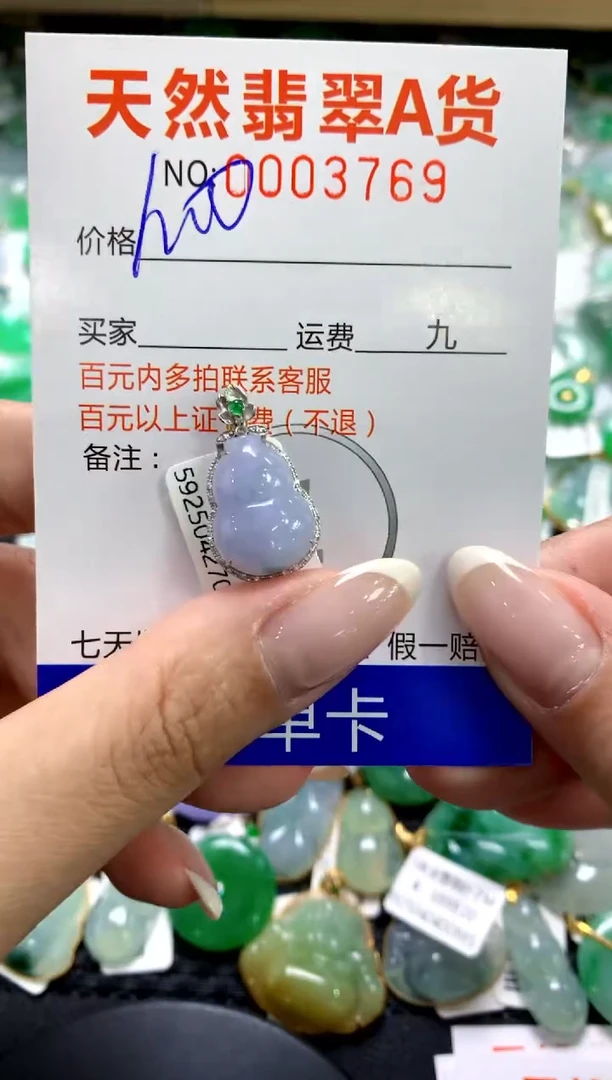 天然翡翠A货
NO:0003769
价格
买家 运费 九
百元内多拍联系客服
百元以上证 费(不退)
备注:
592504270
七天 假一赔
单卡